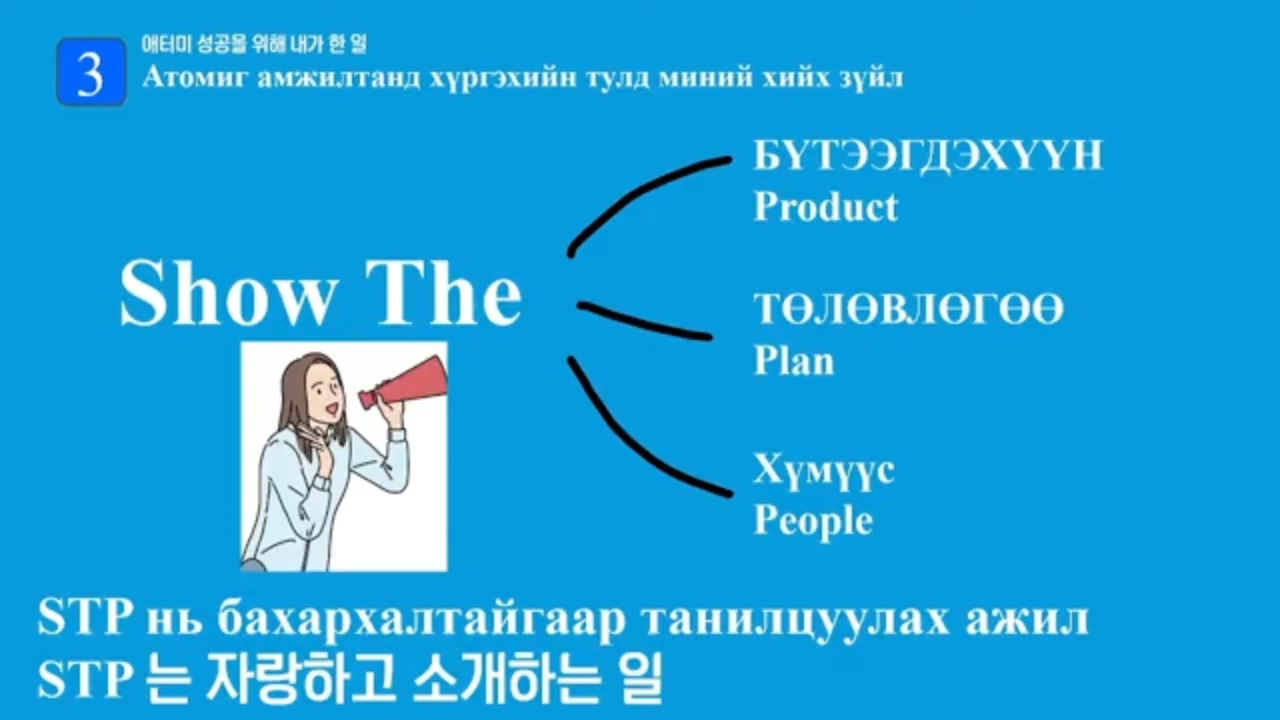 3
애터미 성공을 위해 내가 한 일
Атомиг амжилтанд хүргэхийн тулд миний хийх зүйл
Show The
БҮТЭЭГДЭХҮҮН
Product
ТӨЛӨВЛӨГӨӨ
Plan
Хүмүүс
People
STP нь бахархалтайгаар танилцуулах ажил
STP 는 자랑하고 소개하는 일